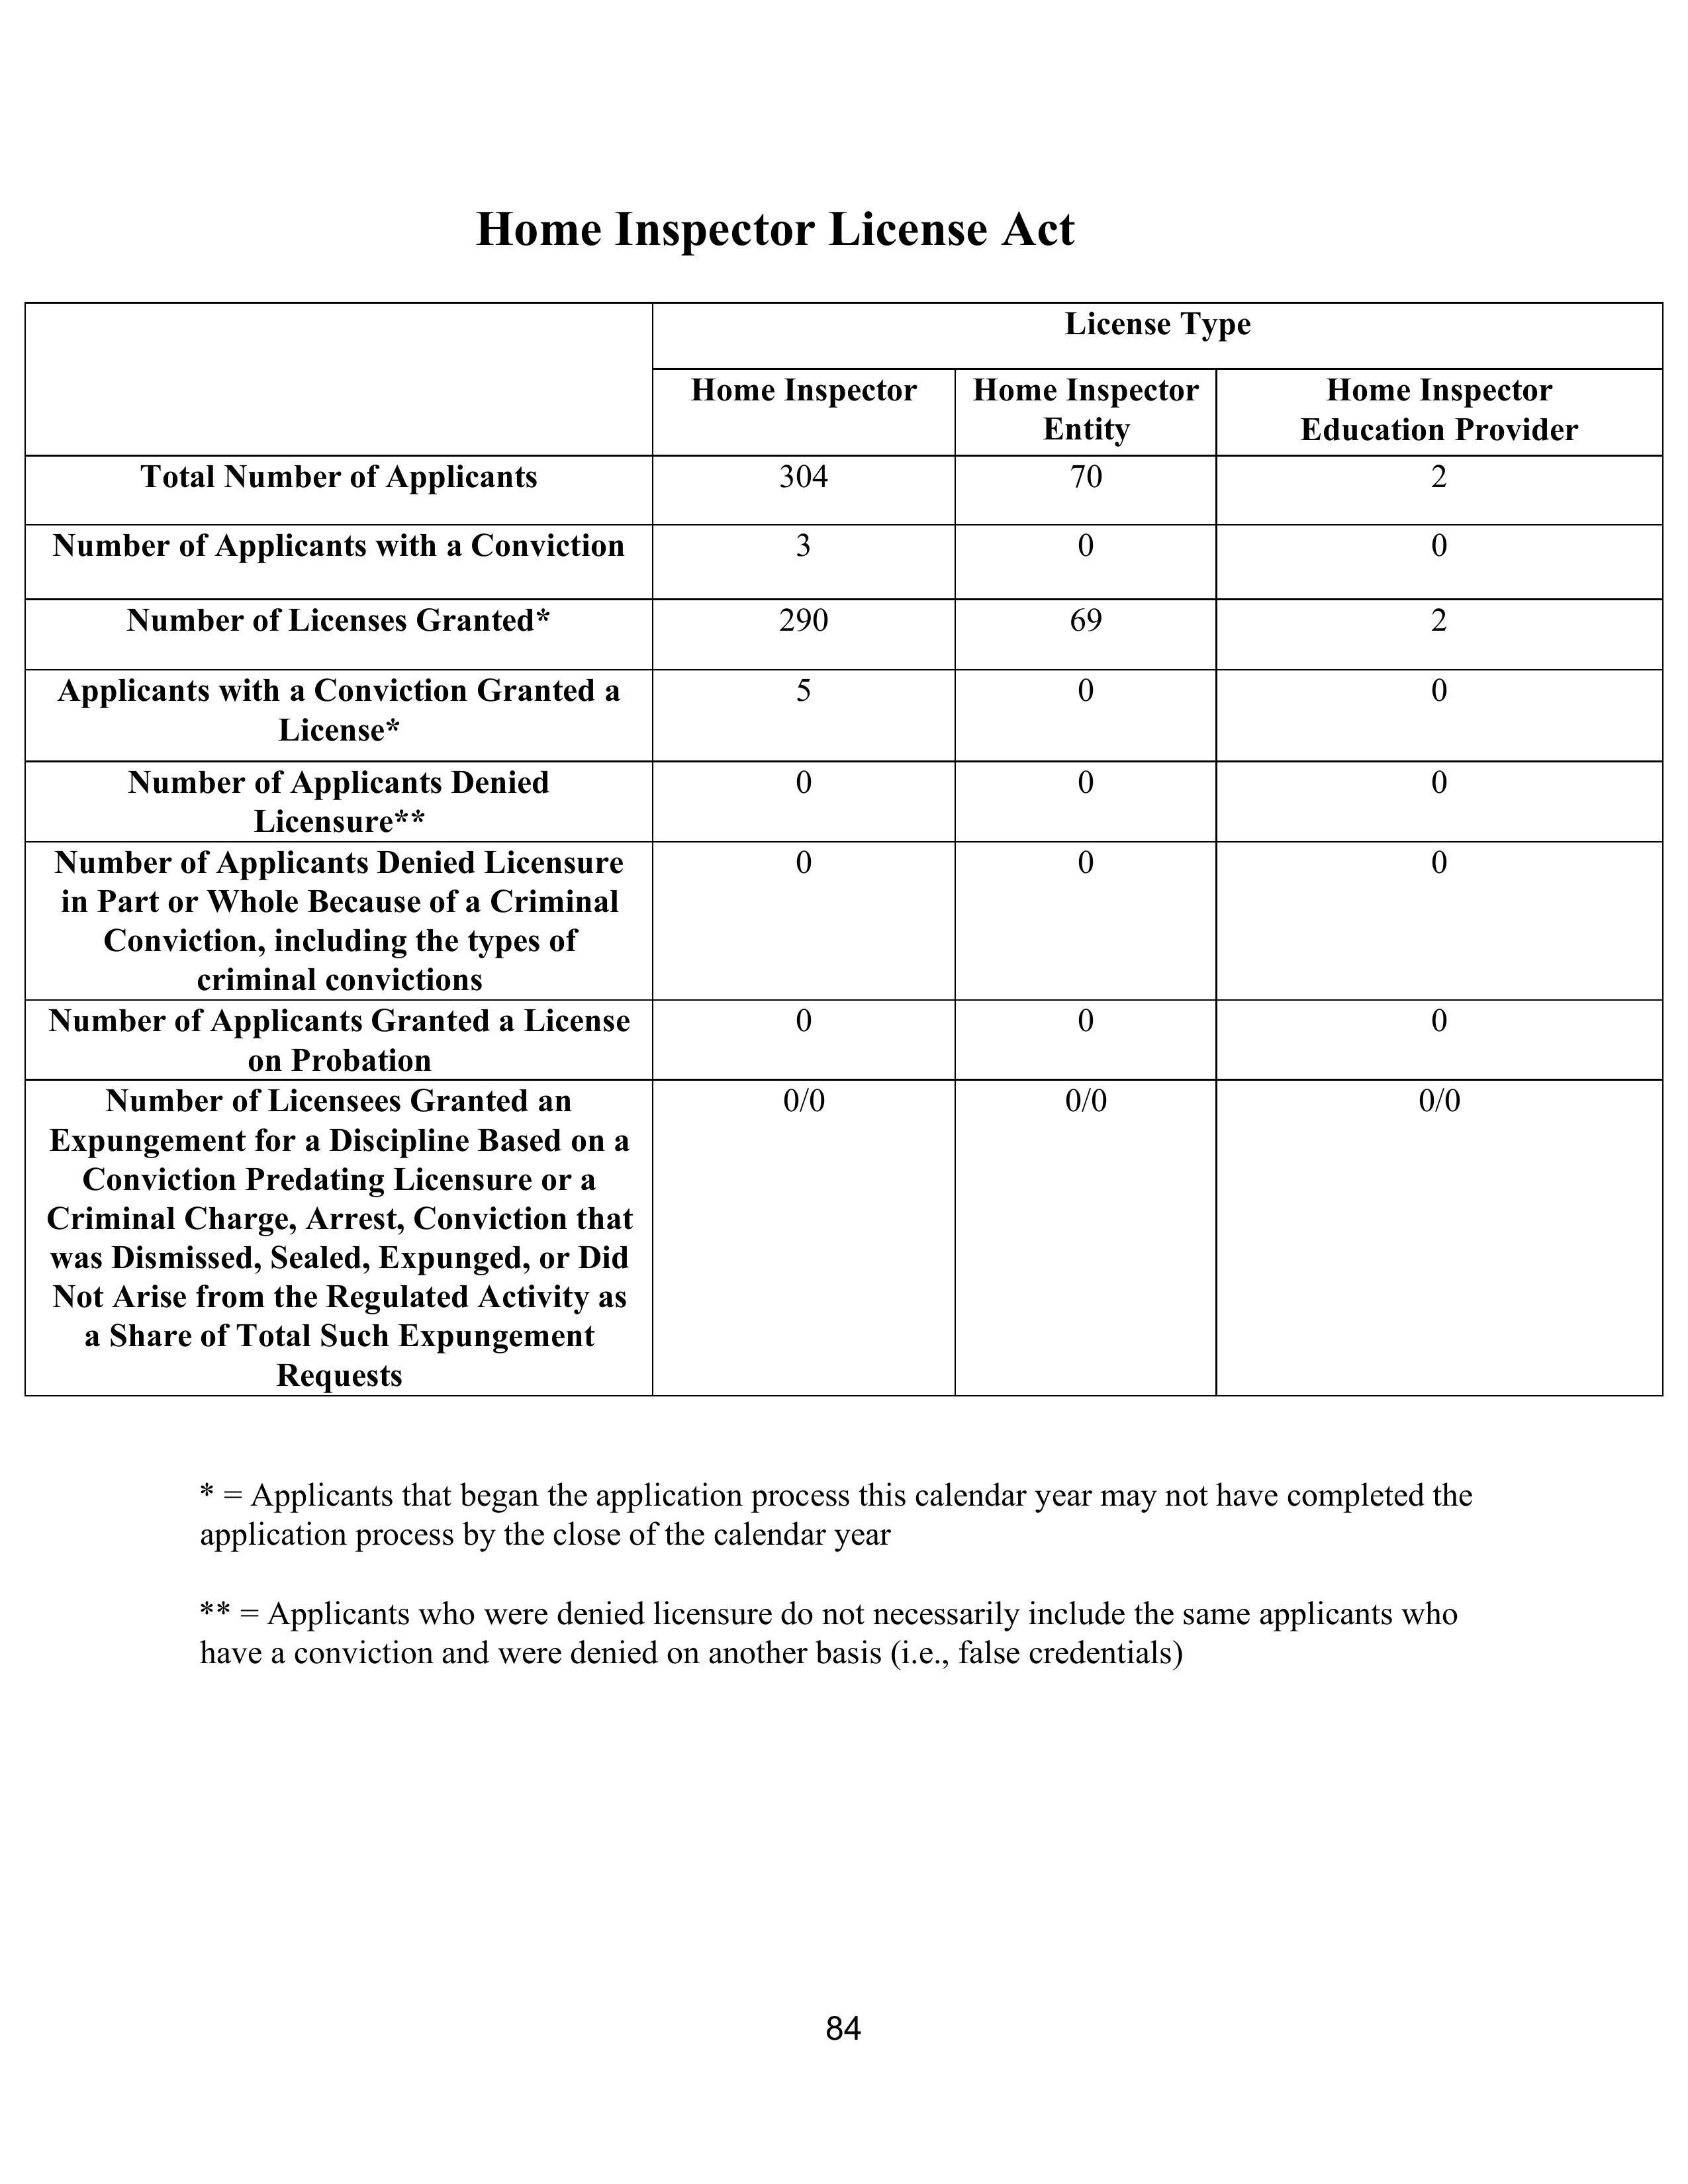 Home Inspector License Act
License Type
Home Inspector
Home Inspector
Entity
Home Inspector
Education Provider
Total Number of Applicants
304
70
2
Number of Applicants with a Conviction
3
0
0
Number of Licenses Granted*
290
69
2
Applicants with a Conviction Granted a
License*
5
0
0
Number of Applicants Denied
Licensure**
0
0
0
Number of Applicants Denied Licensure
in Part or Whole Because of a Criminal
Conviction, including the types of
criminal convictions
0
0
0
Number of Applicants Granted a License
on Probation
0
0
0
Number of Licensees Granted an
Expungement for a Discipline Based on a
Conviction Predating Licensure or a
Criminal Charge, Arrest, Conviction that
was Dismissed, Sealed, Expunged, or Did
Not Arise from the Regulated Activity as
a Share of Total Such Expungement
Requests
0/0
0/0
0/0
* = Applicants that began the application process this calendar year may not have completed the
application process by the close of the calendar year
** = Applicants who were denied licensure do not necessarily include the same applicants who
have a conviction and were denied on another basis (i.e., false credentials)
84